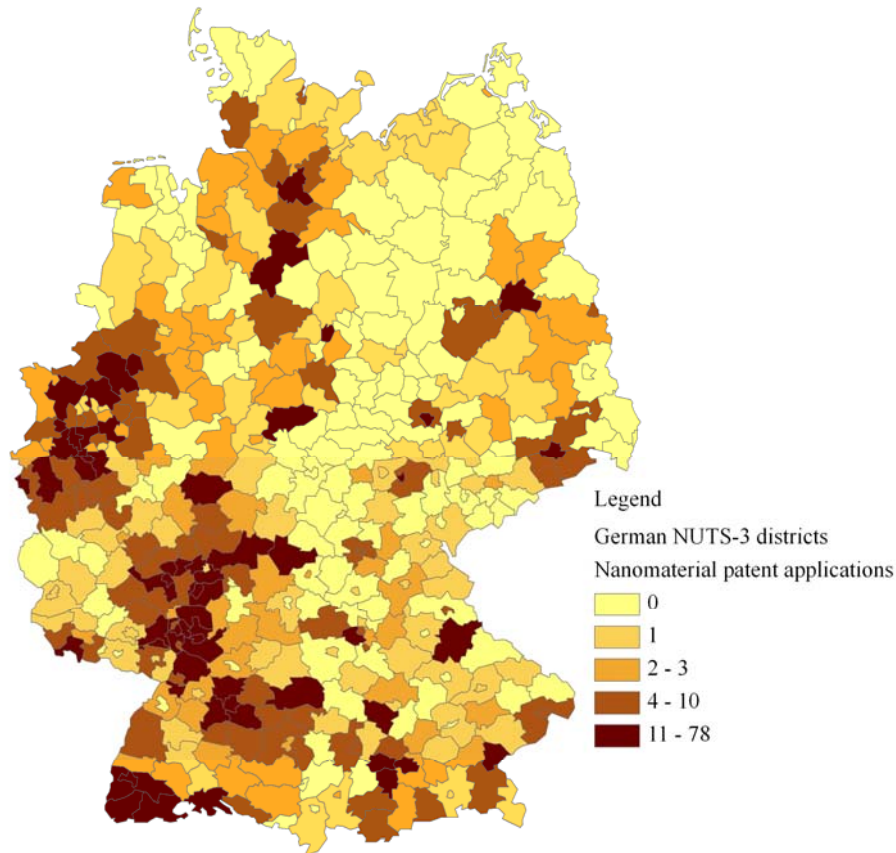 Legend
German NUTS-3 districts
Nanomaterial patent applications
0
1
2 - 3
4 - 10
11 - 78